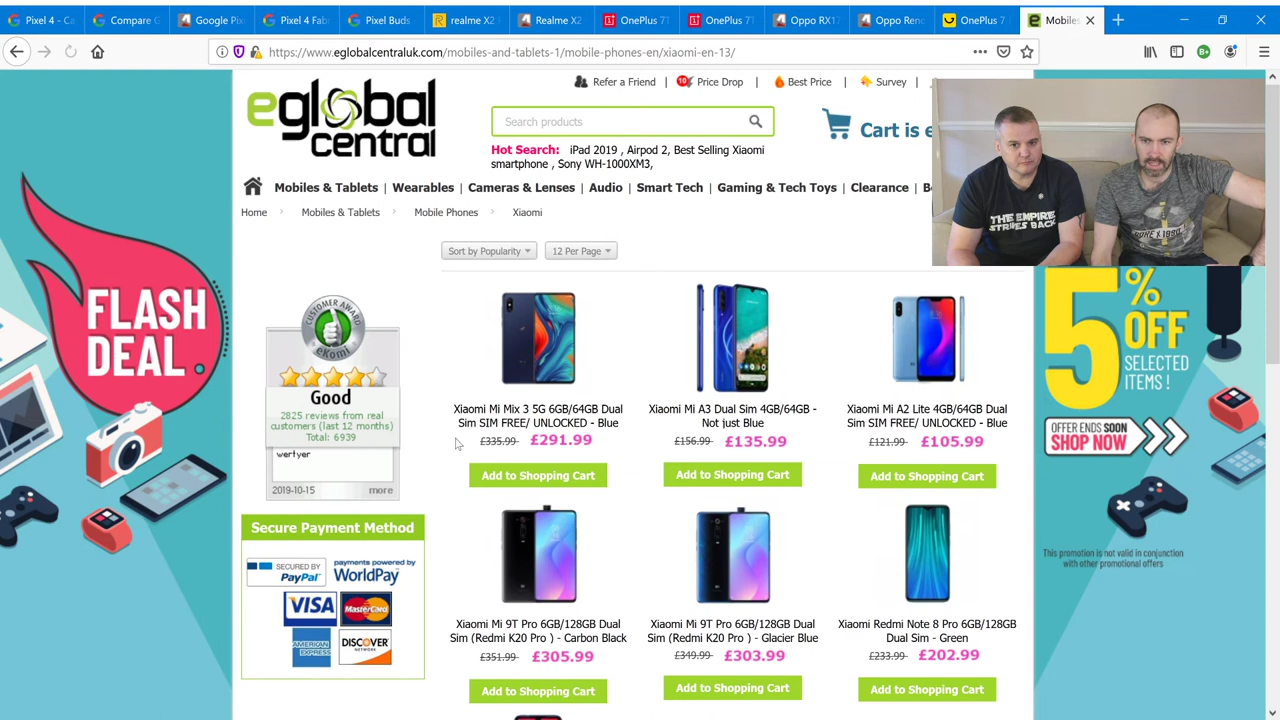 Pixel 4 - Ca
Compare G
Google Pix
Pixel 4 Fab
Pixel Buds
realme X2
Realme X2
OnePlus 7T
OnePlus 7T
Oppo RX17
Oppo Reno
OnePlus 7
Mobiles
https://www.eglobalcentraluk.com/mobiles-and-tablets-1/mobile-phones-en/xiaomi-en-13/
Refer a Friend | 10 Price Drop | Best Price | Survey |
eglobal
central
Search products
Cart is e
Hot Search: iPad 2019 , Airpod 2, Best Selling Xiaomi
smartphone , Sony WH-1000XM3,
Mobiles & Tablets | Wearables | Cameras & Lenses | Audio | Smart Tech | Gaming & Tech Toys | Clearance |
Home > Mobiles & Tablets > Mobile Phones > Xiaomi
THE EMPIRE
STRIKES BACK
Sort by Popularity
12 Per Page
FLASH
DEAL.
CUSTOMER AWARD
eKomi
Good
2825 reviews from real
customers (last 12 months)
Total: 6939
wertyer
2019-10-15 more
Secure Payment Method
SECURED BY
PayPal
payments powered by
WorldPay
VISA
MasterCard
AMERICAN
EXPRESS
DISCOVER
NETWORK
Xiaomi Mi Mix 3 5G 6GB/64GB Dual
Sim SIM FREE/ UNLOCKED - Blue
£335.99 £291.99
Add to Shopping Cart
Xiaomi Mi A3 Dual Sim 4GB/64GB -
Not just Blue
£156.99 £135.99
Add to Shopping Cart
Xiaomi Mi A2 Lite 4GB/64GB Dual
Sim SIM FREE/ UNLOCKED - Blue
£121.99 £105.99
Add to Shopping Cart
Xiaomi Mi 9T Pro 6GB/128GB Dual
Sim (Redmi K20 Pro ) - Carbon Black
£351.99 £305.99
Add to Shopping Cart
Xiaomi Mi 9T Pro 6GB/128GB Dual
Sim (Redmi K20 Pro ) - Glacier Blue
£349.99 £303.99
Add to Shopping Cart
Xiaomi Redmi Note 8 Pro 6GB/128GB
Dual Sim - Green
£233.99 £202.99
Add to Shopping Cart
5%
OFF
SELECTED
ITEMS !
OFFER ENDS SOON
SHOP NOW
This promotion is not valid in conjunction
with other promotional offers